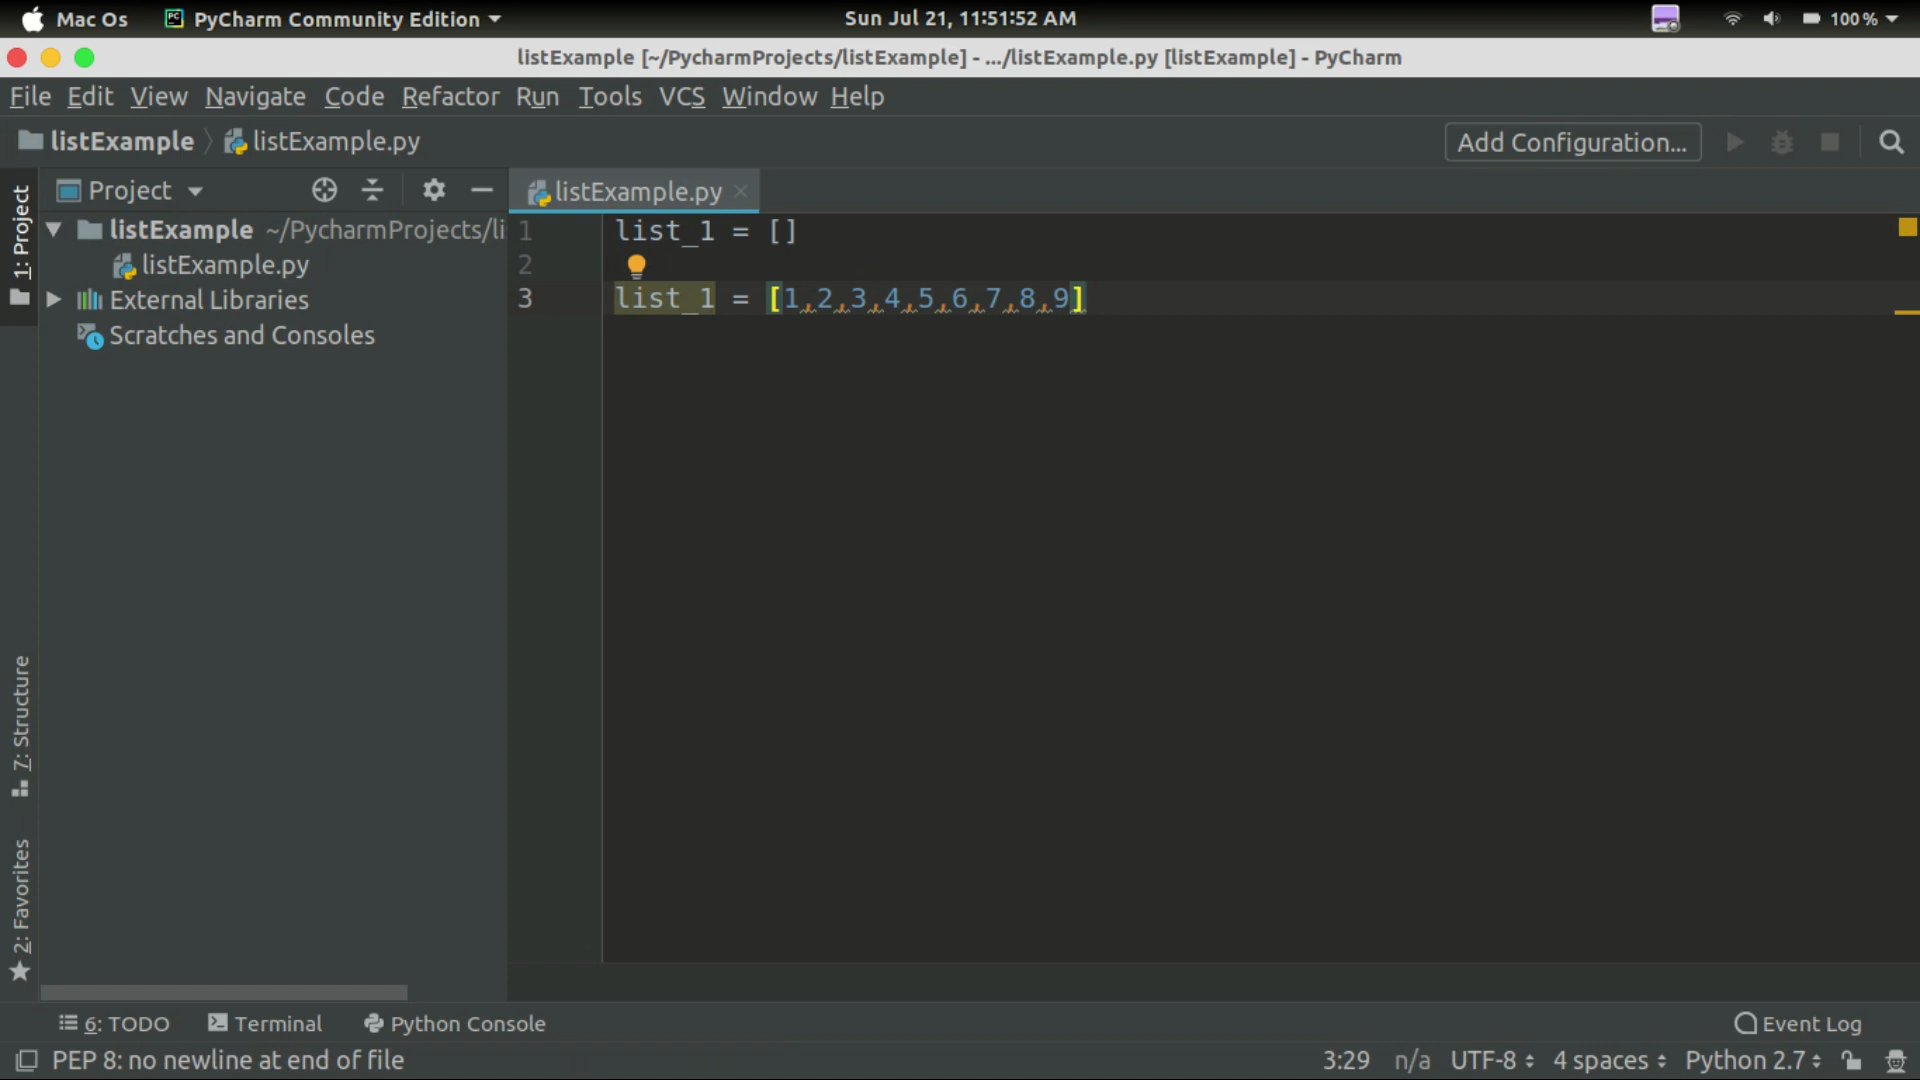 Mac Os PyCharm Community Edition Sun Jul 21, 11:51:52 AM 100 %
listExample [~/PycharmProjects/listExample] - .../listExample.py [listExample] - PyCharm
File Edit View Navigate Code Refactor Run Tools VCS Window Help
listExample listExample.py Add Configuration...
1: Project
7: Structure
2: Favorites
Project
listExample ~/PycharmProjects/li
listExample.py
External Libraries
Scratches and Consoles
listExample.py
1 list_1 = []
2
3 list_1 = [1,2,3,4,5,6,7,8,9]
6: TODO Terminal Python Console Event Log
PEP 8: no newline at end of file 3:29 n/a UTF-8 4 spaces Python 2.7